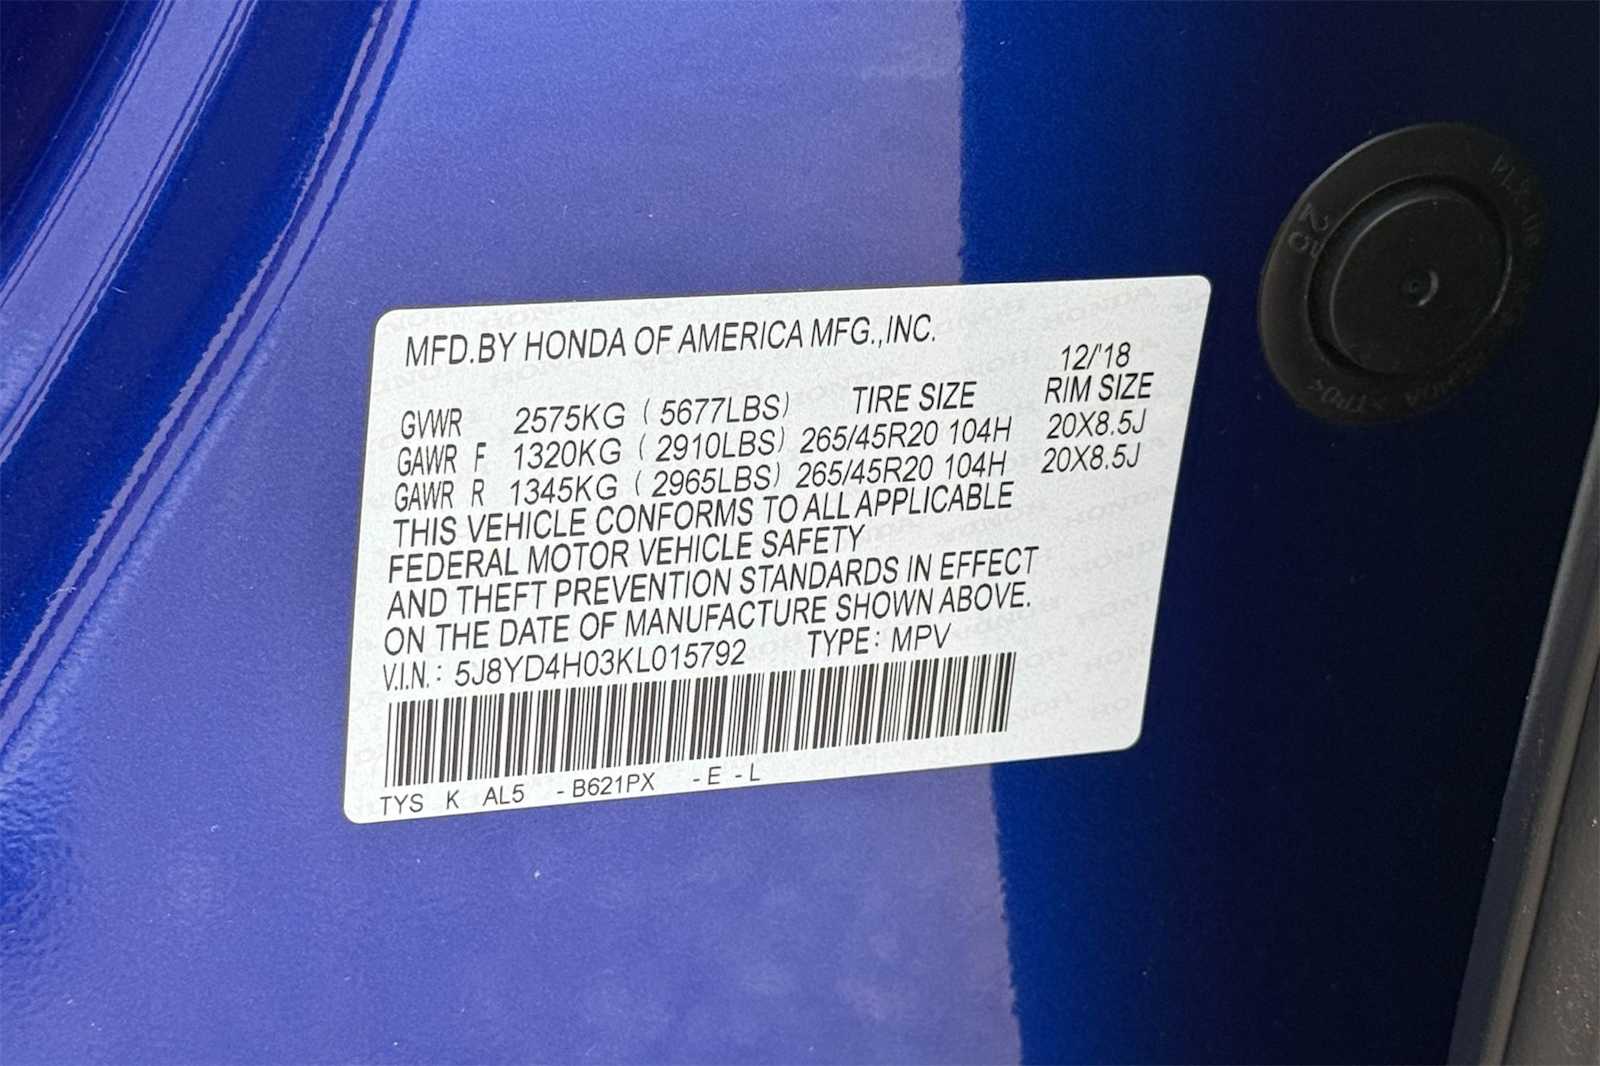 MFD.BY HONDA OF AMERICA MFG.,INC.
12/'18
GVWR 2575KG (5677LBS) TIRE SIZE RIM SIZE
GAWR F 1320KG (2910LBS) 265/45R20 104H 20X8.5J
GAWR R 1345KG (2965LBS) 265/45R20 104H 20X8.5J
THIS VEHICLE CONFORMS TO ALL APPLICABLE
FEDERAL MOTOR VEHICLE SAFETY
AND THEFT PREVENTION STANDARDS IN EFFECT
ON THE DATE OF MANUFACTURE SHOWN ABOVE.
V.I.N.: 5J8YD4H03KL015792 TYPE: MPV
TYS K AL5 -B621PX -E -L
25